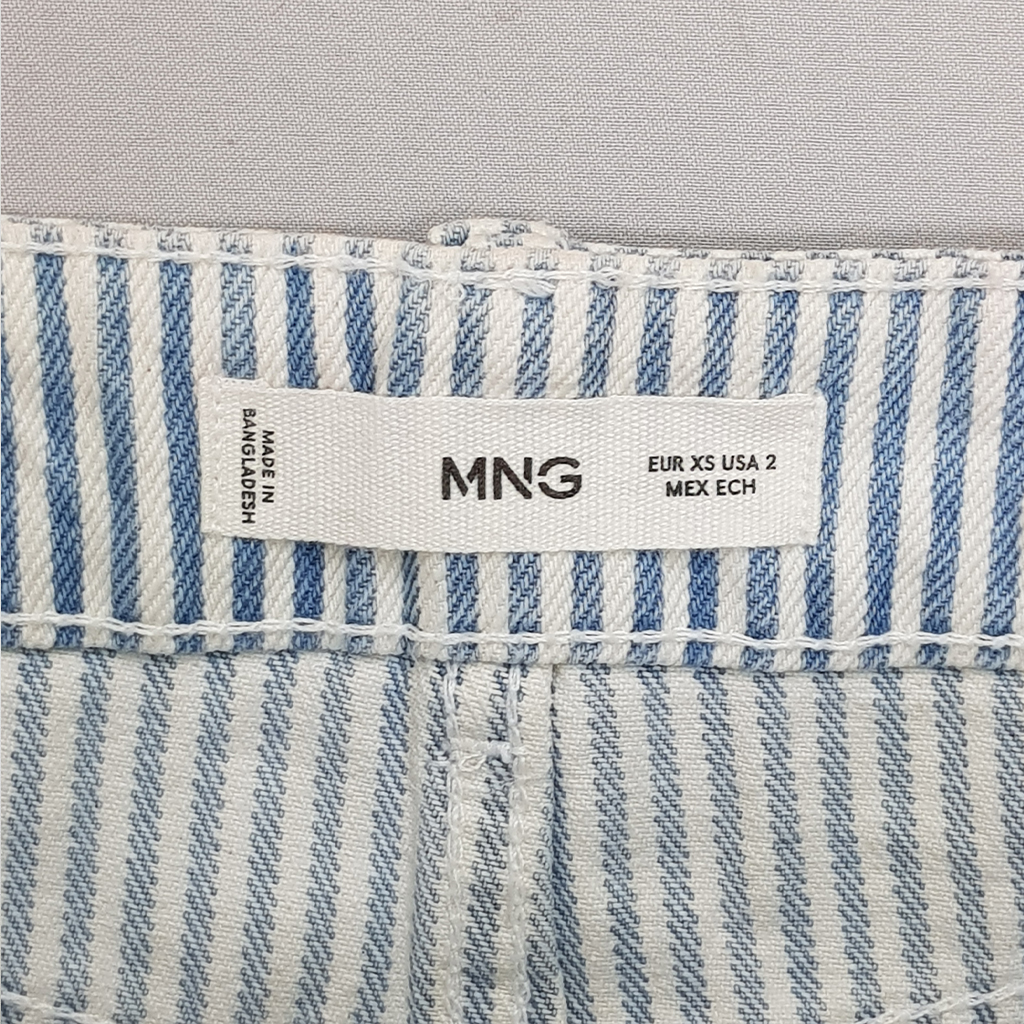 MADE IN
BANGLADESH
MNG
EUR XS USA 2
MEX ECH